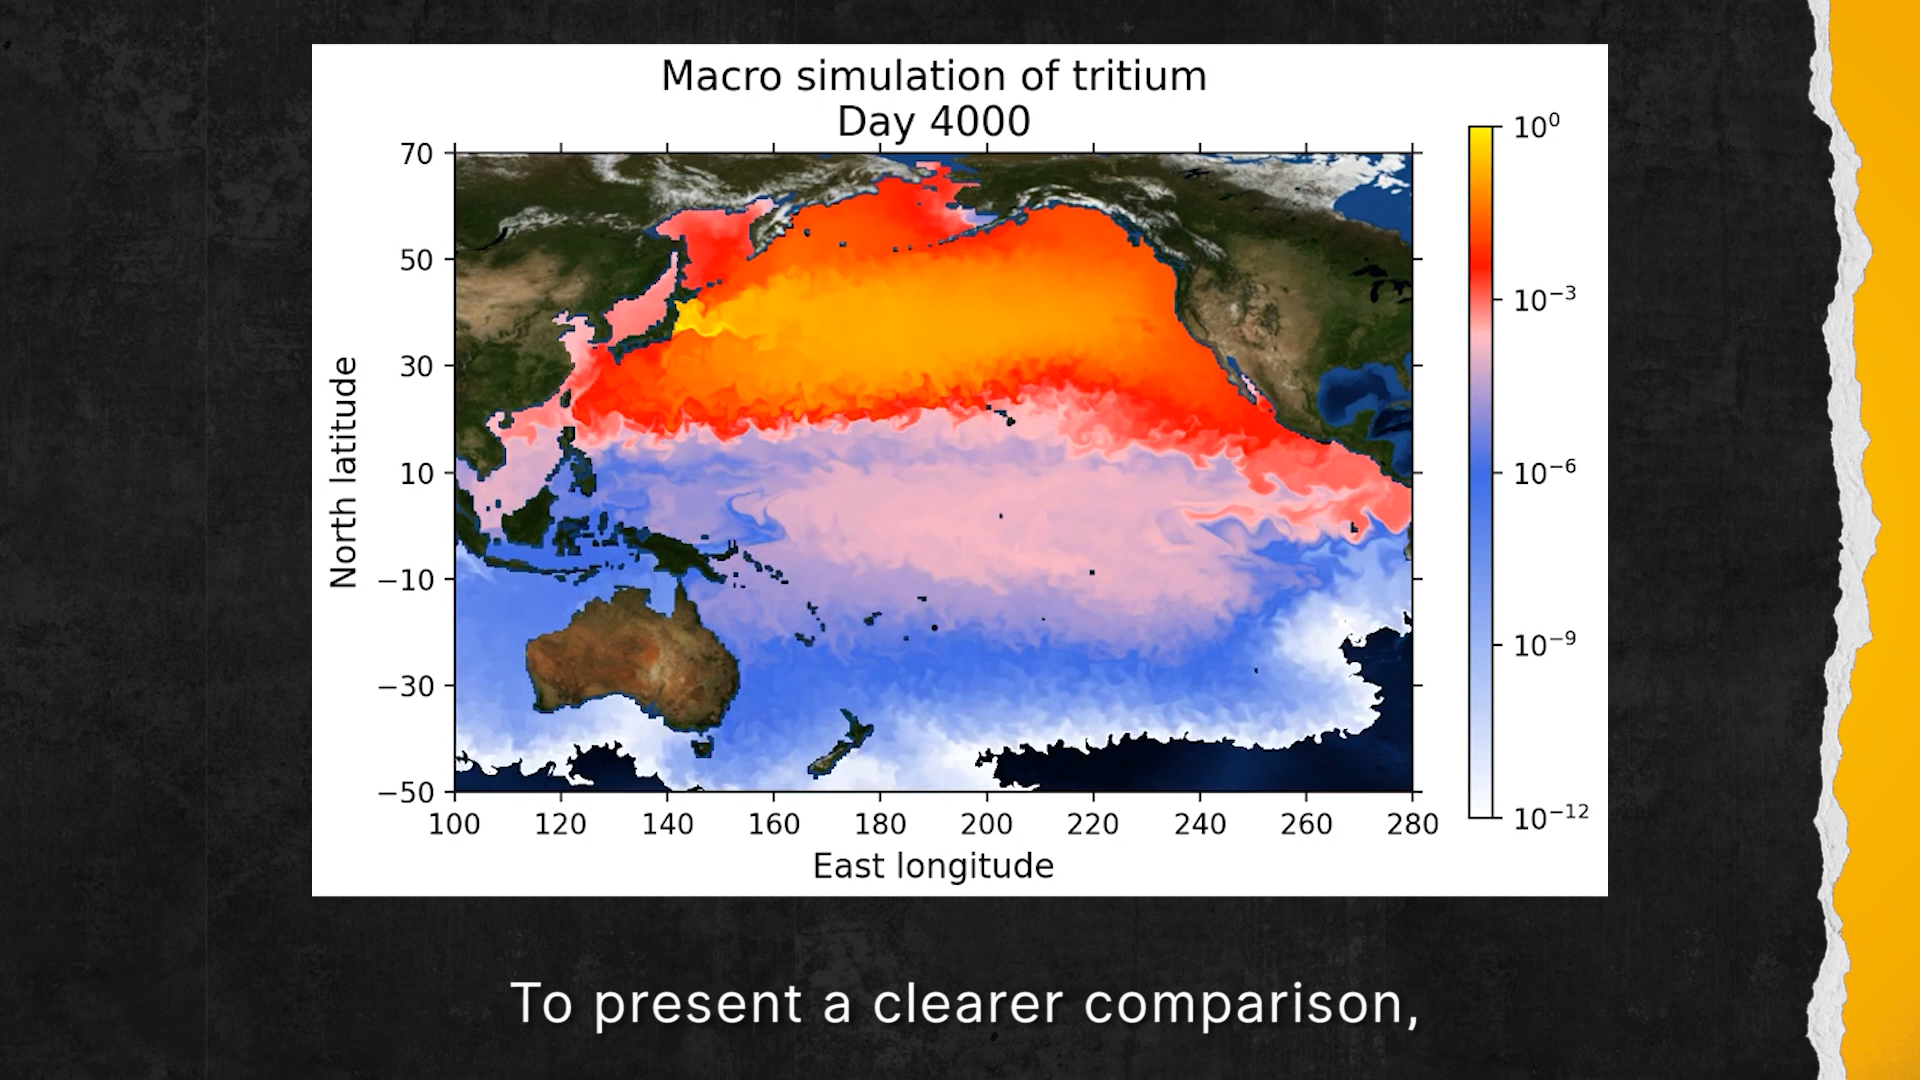 Macro simulation of tritium
Day 4000
70
50
30
10
−10
−30
−50
North latitude
100 120 140 160 180 200 220 240 260 280
East longitude
10⁰
10⁻³
10⁻⁶
10⁻⁹
10⁻¹²
To present a clearer comparison,